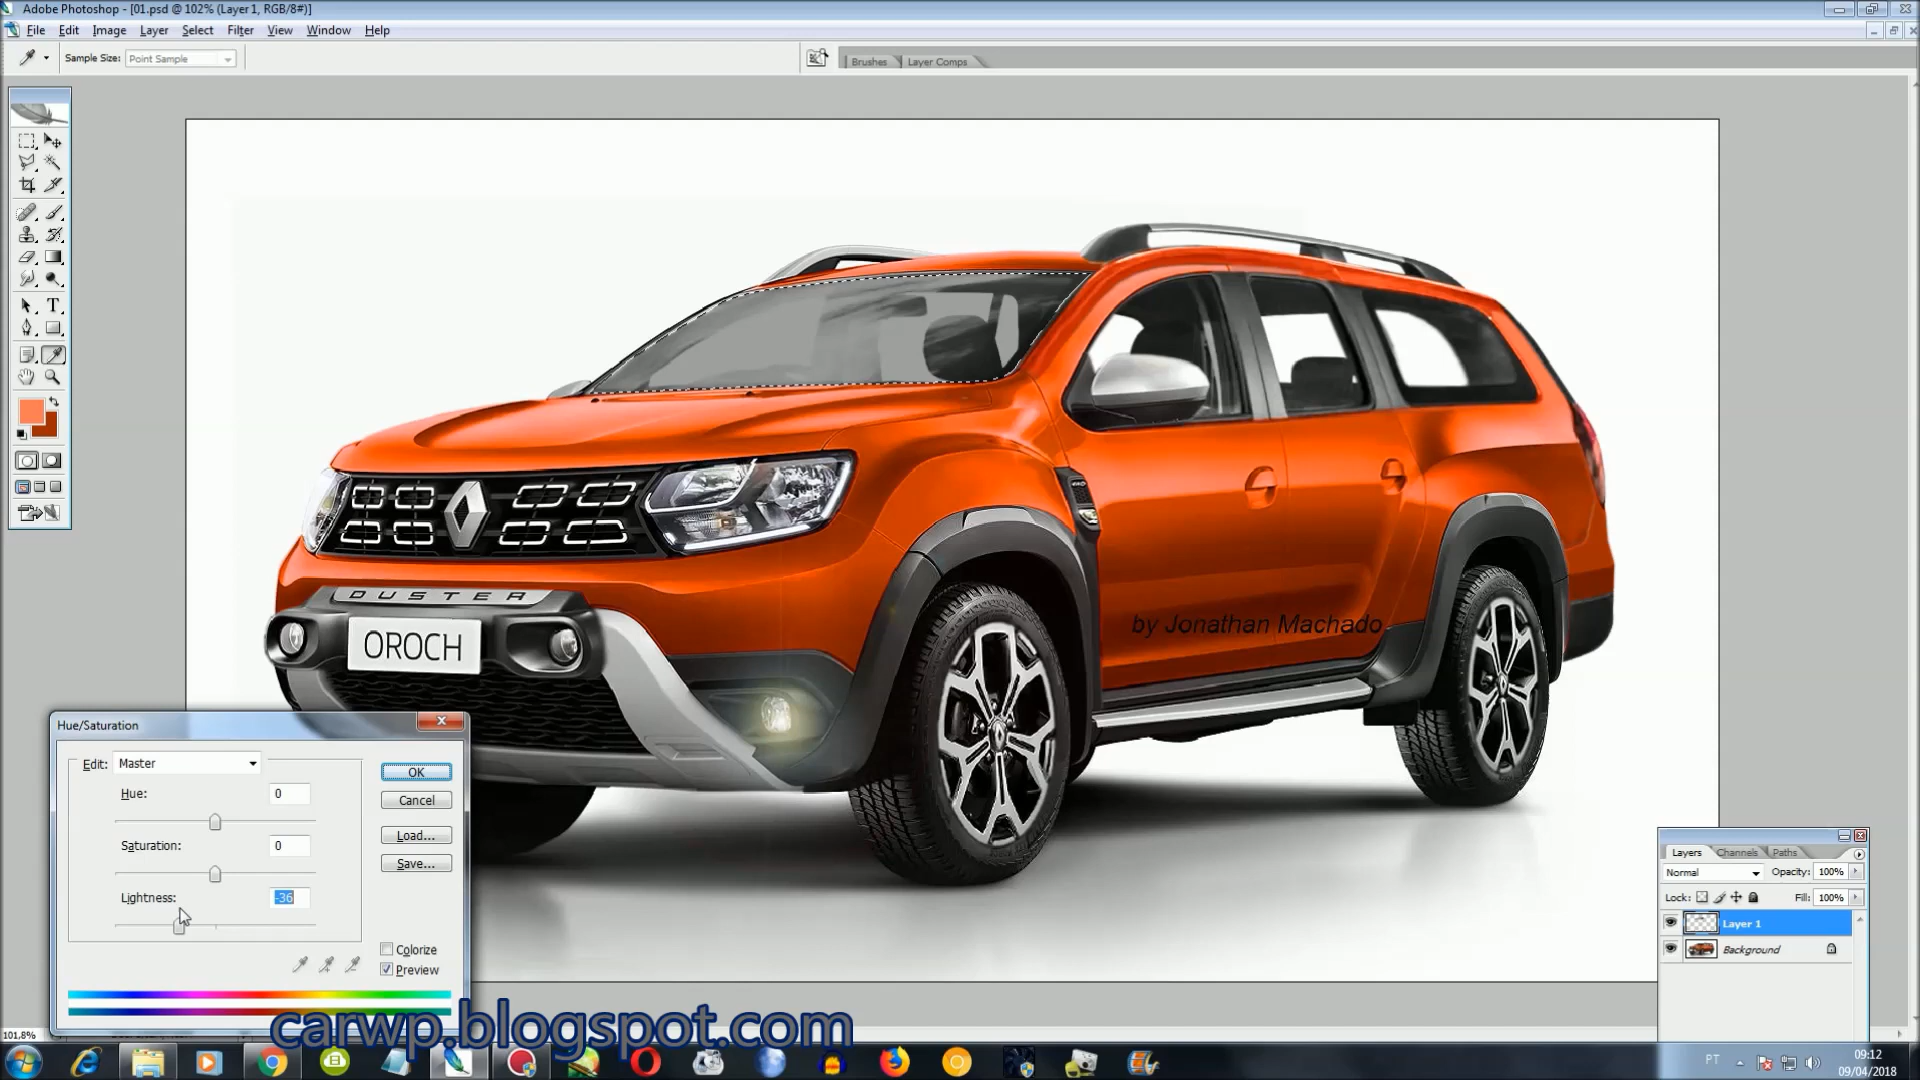 Adobe Photoshop - [01.psd @ 102% (Layer 1, RGB/8#)]
File Edit Image Layer Select Filter View Window Help
Sample Size: Point Sample
Brushes Layer Comps
DUSTER
OROCH
by Jonathan Machado
Hue/Saturation
Edit: Master
Hue: 0
Saturation: 0
Lightness: -36
OK
Cancel
Load...
Save...
Colorize
Preview
Layers Channels Paths
Normal Opacity: 100%
Lock: Fill: 100%
Layer 1
Background
101,8%
carwp.blogspot.com
PT
09:12
09/04/2018